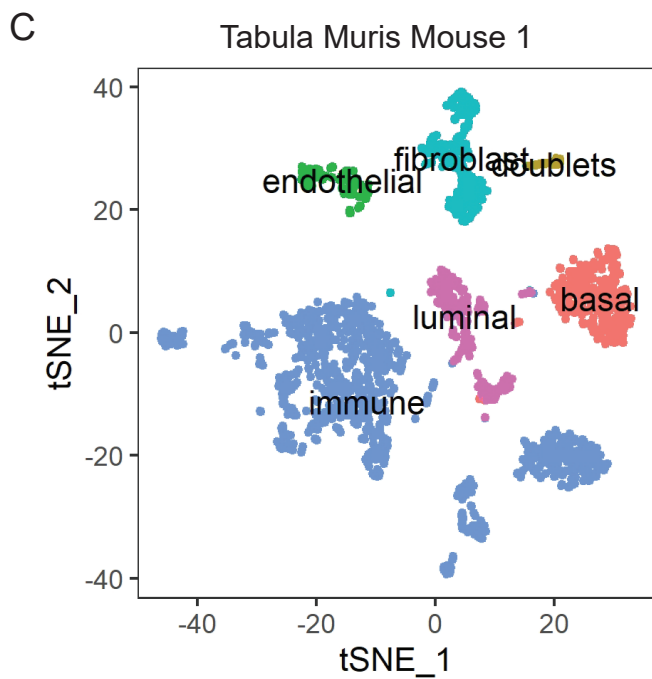 C
Tabula Muris Mouse 1
40
20
0
-20
-40
tSNE_2
fibroblast
doublets
endothelial
basal
luminal
immune
-40
-20
0
20
tSNE_1